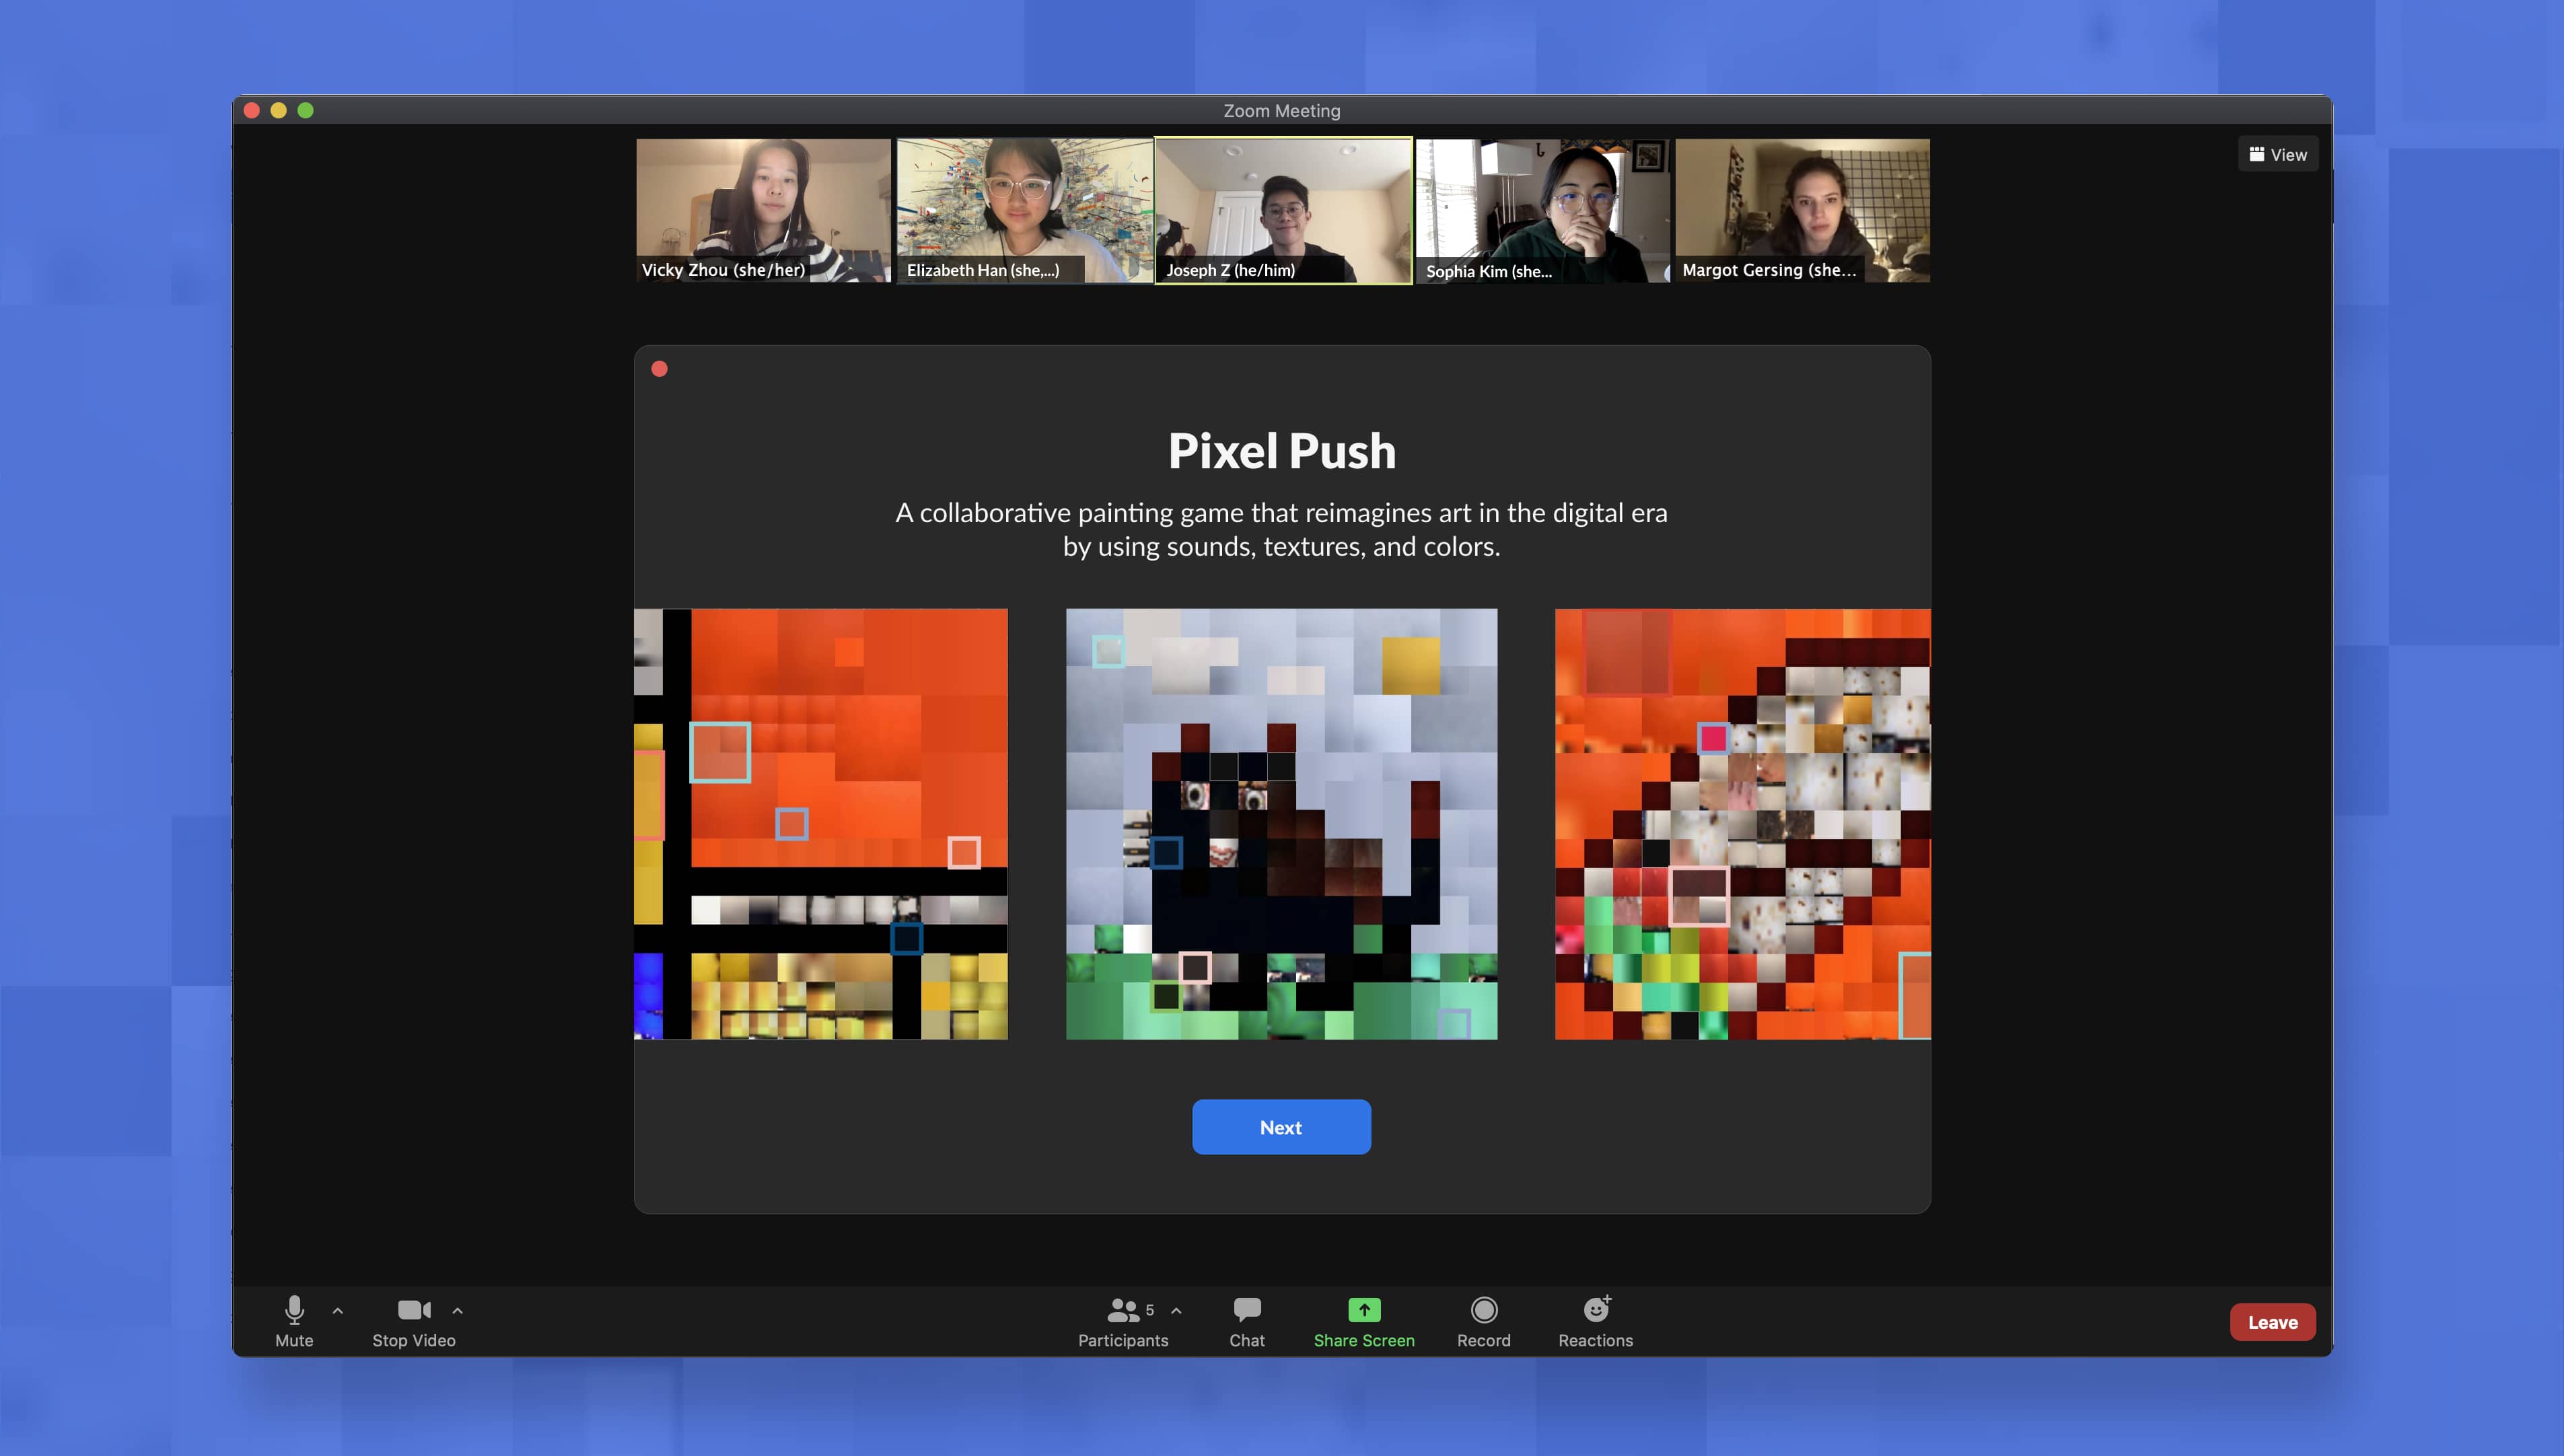 Zoom Meeting
View
Vicky Zhou (she/her)
Elizabeth Han (she,...)
Joseph Z (he/him)
Sophia Kim (she...
Margot Gersing (she...
Pixel Push
A collaborative painting game that reimagines art in the digital era
by using sounds, textures, and colors.
Next
Mute
Stop Video
5
Participants
Chat
Share Screen
Record
Reactions
Leave